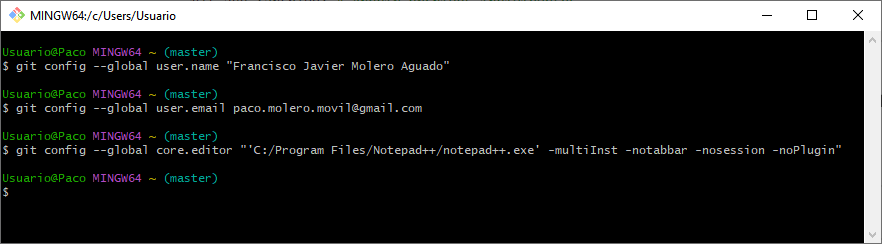 MINGW64:/c/Users/Usuario
Usuario@Paco MINGW64 ~ (master)
$ git config --global user.name "Francisco Javier Molero Aguado"
Usuario@Paco MINGW64 ~ (master)
$ git config --global user.email paco.molero.movil@gmail.com
Usuario@Paco MINGW64 ~ (master)
$ git config --global core.editor "'C:/Program Files/Notepad++/notepad++.exe' -multiInst -notabbar -nosession -noPlugin"
Usuario@Paco MINGW64 ~ (master)
$